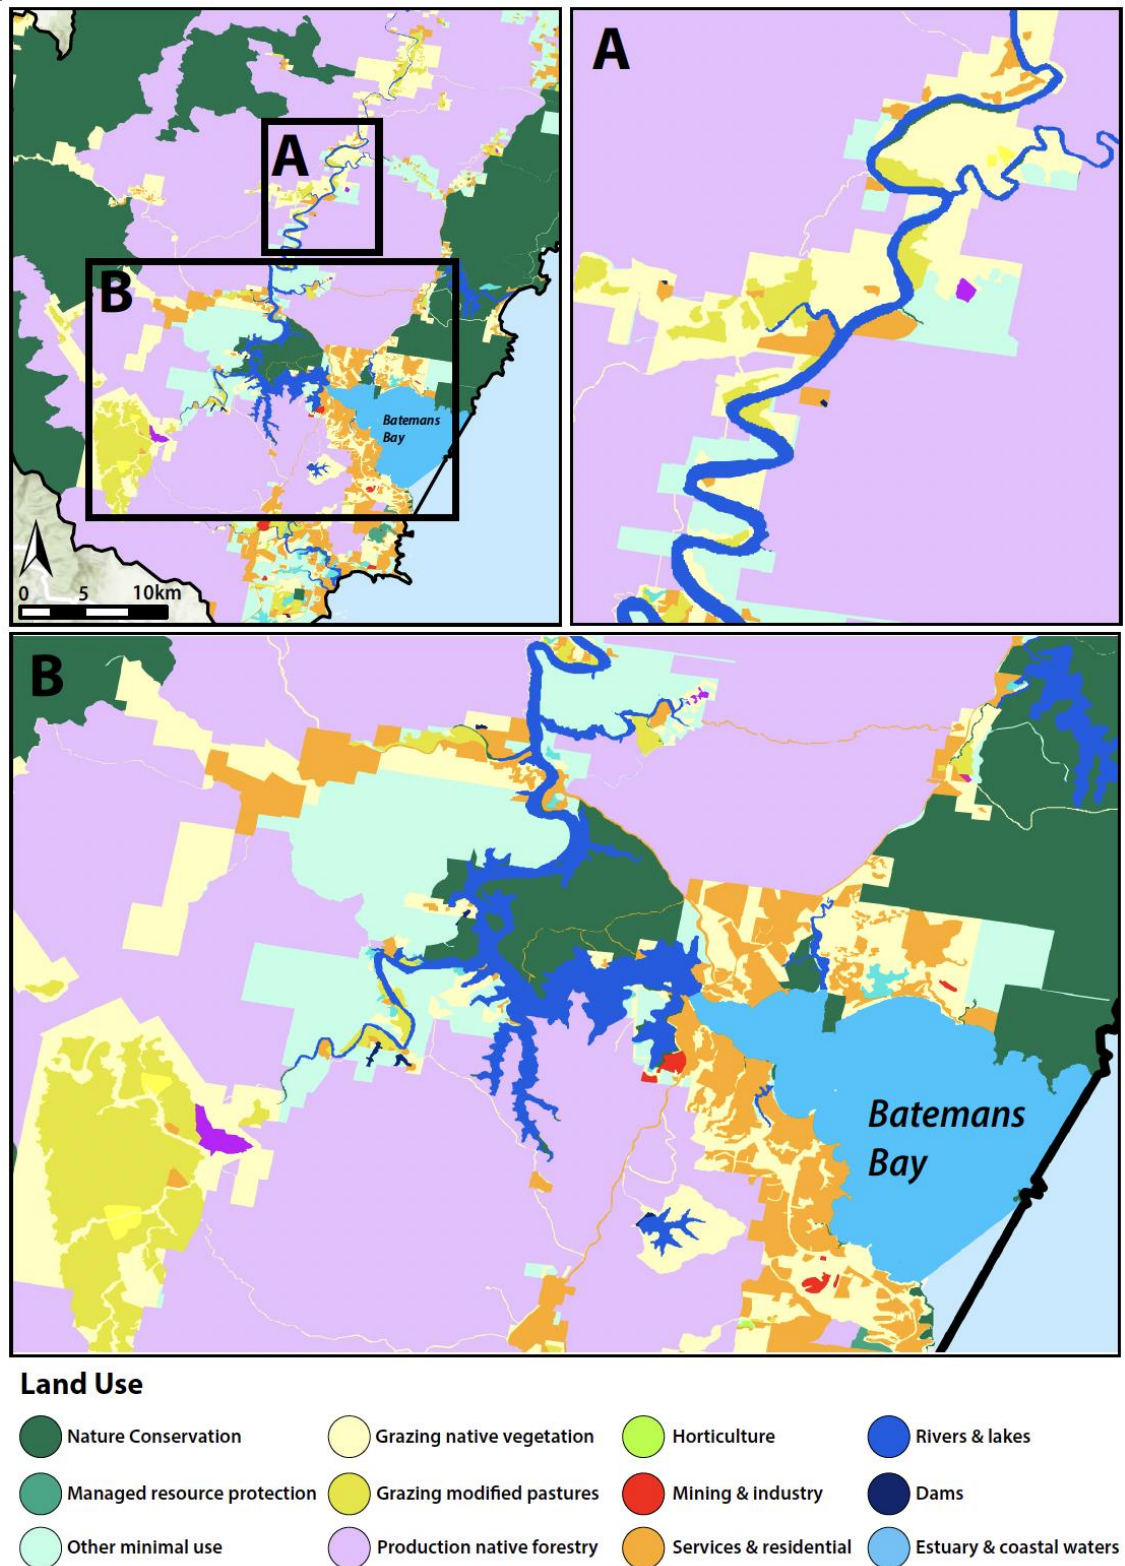 A
B
Batemans
Bay
0 5 10km
A
B
Batemans
Bay
Land Use
Nature Conservation
Grazing native vegetation
Horticulture
Rivers & lakes
Managed resource protection
Grazing modified pastures
Mining & industry
Dams
Other minimal use
Production native forestry
Services & residential
Estuary & coastal waters